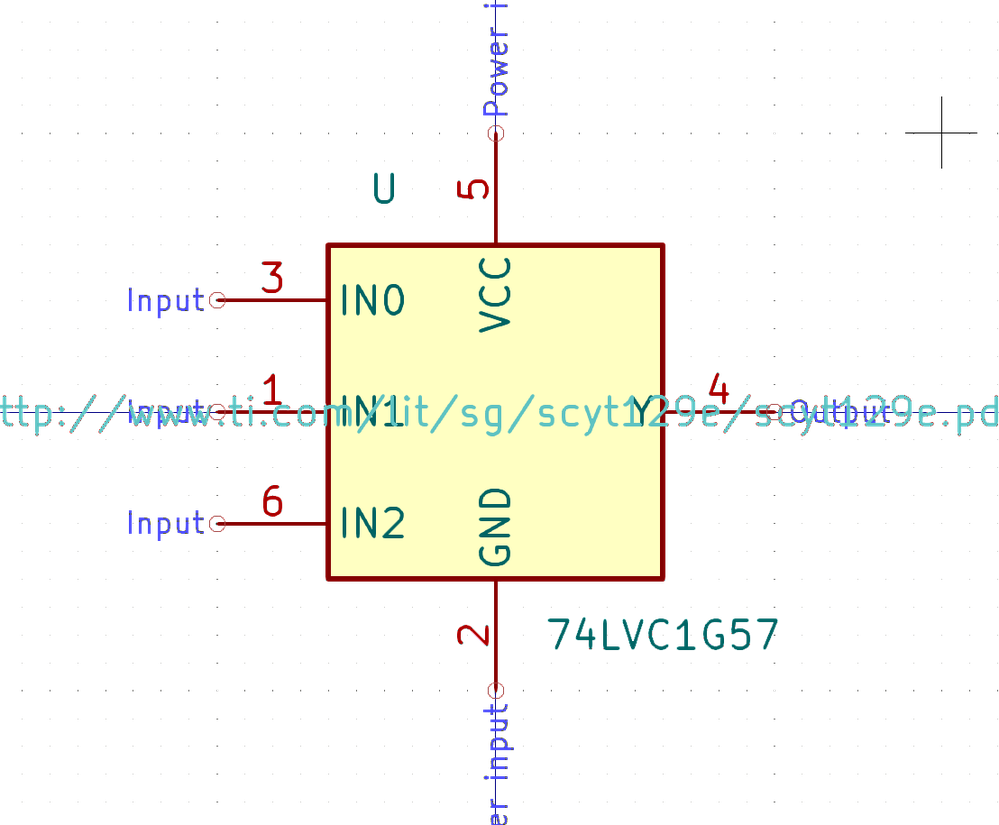 Power i
U
5
3
Input
IN0
VCC
1
4
Input
IN1
Y
Output
ttp://www.ti.com/lit/sg/scyt129e/scyt129e.pd
6
Input
IN2
GND
2
74LVC1G57
er input